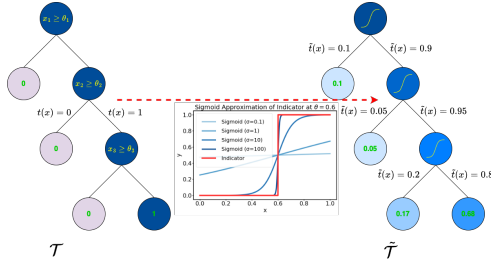 x₁ ≥ θ₁
t̃(x) = 0.1
t̃(x) = 0.9
0
x₂ ≥ θ₂
0.1
t(x) = 0
t(x) = 1
t̃(x) = 0.05
t̃(x) = 0.95
Sigmoid Approximation of Indicator at θ = 0.6
1.0
0.8
0.6
0.4
0.2
0.0
y
Sigmoid (σ=0.1)
Sigmoid (σ=1)
Sigmoid (σ=10)
Sigmoid (σ=100)
Indicator
0.0
0.2
0.4
0.6
0.8
1.0
x
0
x₃ ≥ θ₃
0.05
t̃(x) = 0.2
t̃(x) = 0.8
0
1
0.17
𝒯
𝒯̃